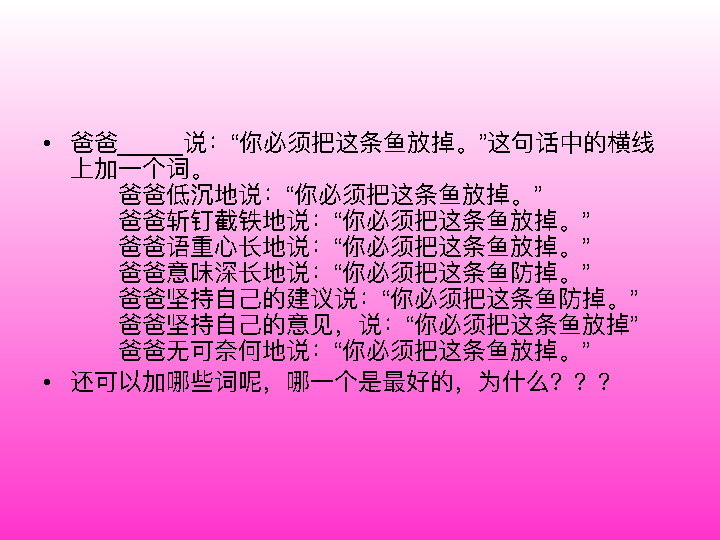 • 爸爸_____说：“你必须把这条鱼放掉。”这句话中的横线
上加一个词。
爸爸低沉地说：“你必须把这条鱼放掉。”
爸爸斩钉截铁地说：“你必须把这条鱼放掉。”
爸爸语重心长地说：“你必须把这条鱼放掉。”
爸爸意味深长地说：“你必须把这条鱼防掉。”
爸爸坚持自己的建议说：“你必须把这条鱼防掉。”
爸爸坚持自己的意见，说：“你必须把这条鱼放掉”
爸爸无可奈何地说：“你必须把这条鱼放掉。”
• 还可以加哪些词呢，哪一个是最好的，为什么？？？